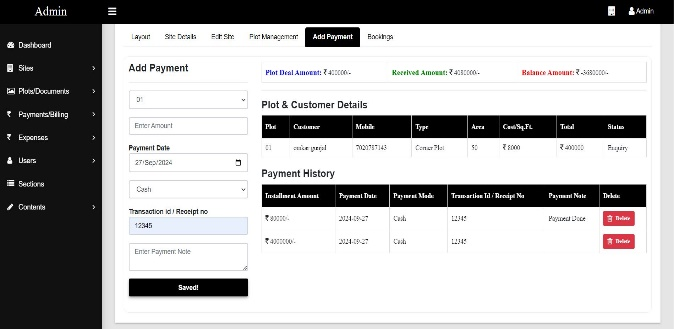 Admin
Admin
Dashboard
Sites
Plots/Documents
Payments/Billing
₹ Expenses
Users
Sections
Contents
Layout Site Details Edit Site Plot Management Add Payment Bookings
Add Payment
01
Enter Amount
Payment Date
27/Sep/2024
Cash
Transaction id / Receipt no
12345
Enter Payment Note
Saved!
Plot Deal Amount: ₹ 400000/- Received Amount: ₹ 4080000/- Balance Amount: ₹ -3680000/-
Plot & Customer Details
Plot Customer Mobile Type Area Cost/Sq.Ft. Total Status
01 omkar gunjal 7020787143 Corner Plot 50 ₹ 8000 ₹ 400000 Enquiry
Payment History
Installment Amount Payment Date Payment Mode Transaction Id / Receipt No Payment Note Delete
₹ 80000/- 2024-09-27 Cash 12345 Payment Done Delete
₹ 4000000/- 2024-09-27 Cash 12345 Delete